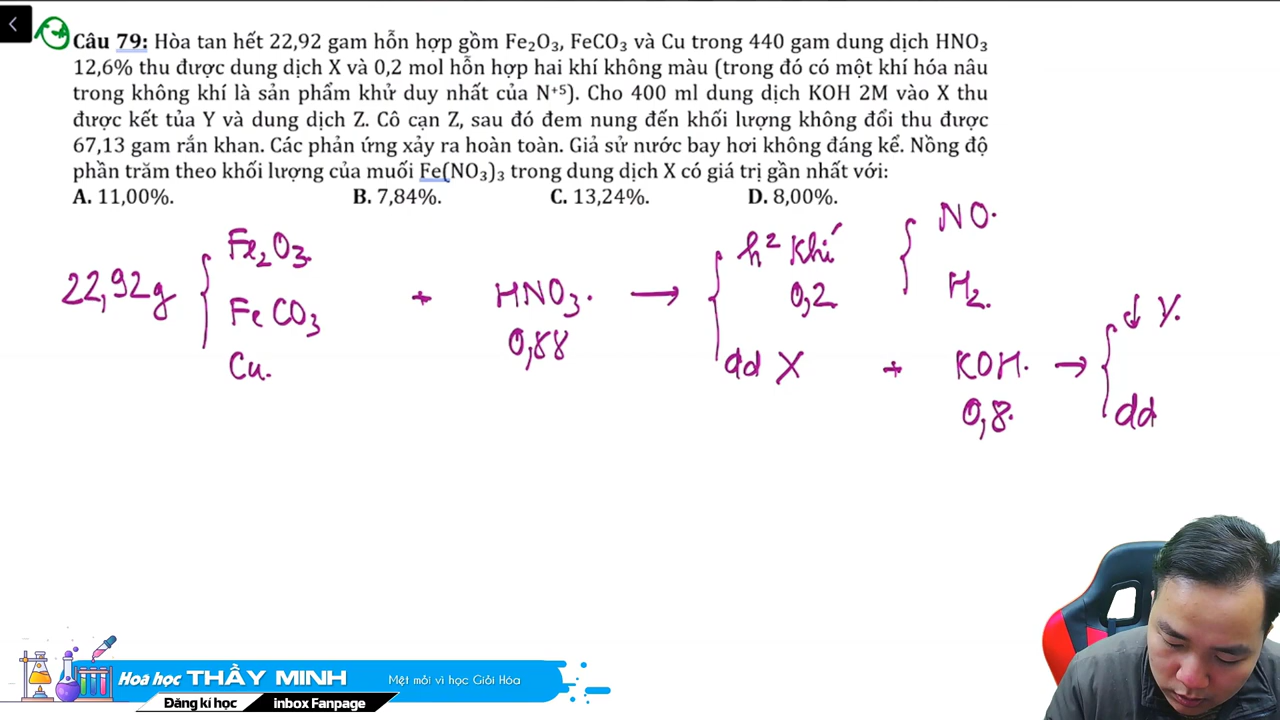 Câu 79: Hòa tan hết 22,92 gam hỗn hợp gồm Fe₂O₃, FeCO₃ và Cu trong 440 gam dung dịch HNO₃
12,6% thu được dung dịch X và 0,2 mol hỗn hợp hai khí không màu (trong đó có một khí hóa nâu
trong không khí là sản phẩm khử duy nhất của N⁺⁵). Cho 400 ml dung dịch KOH 2M vào X thu
được kết tủa Y và dung dịch Z. Cô cạn Z, sau đó đem nung đến khối lượng không đổi thu được
67,13 gam rắn khan. Các phản ứng xảy ra hoàn toàn. Giả sử nước bay hơi không đáng kể. Nồng độ
phần trăm theo khối lượng của muối Fe(NO₃)₃ trong dung dịch X có giá trị gần nhất với:
A. 11,00%. B. 7,84%. C. 13,24%. D. 8,00%.
22,92g { Fe₂O₃
FeCO₃
Cu.
+ HNO₃.
0,88
→ { h² Khí
0,2
{ NO.
H₂.
dd X + KOH.
0,8.
→ { ↓ Y.
dd
Hoá học THẦY MINH
Mệt mỏi vì học Giỏi Hóa
Đăng kí học
inbox Fanpage